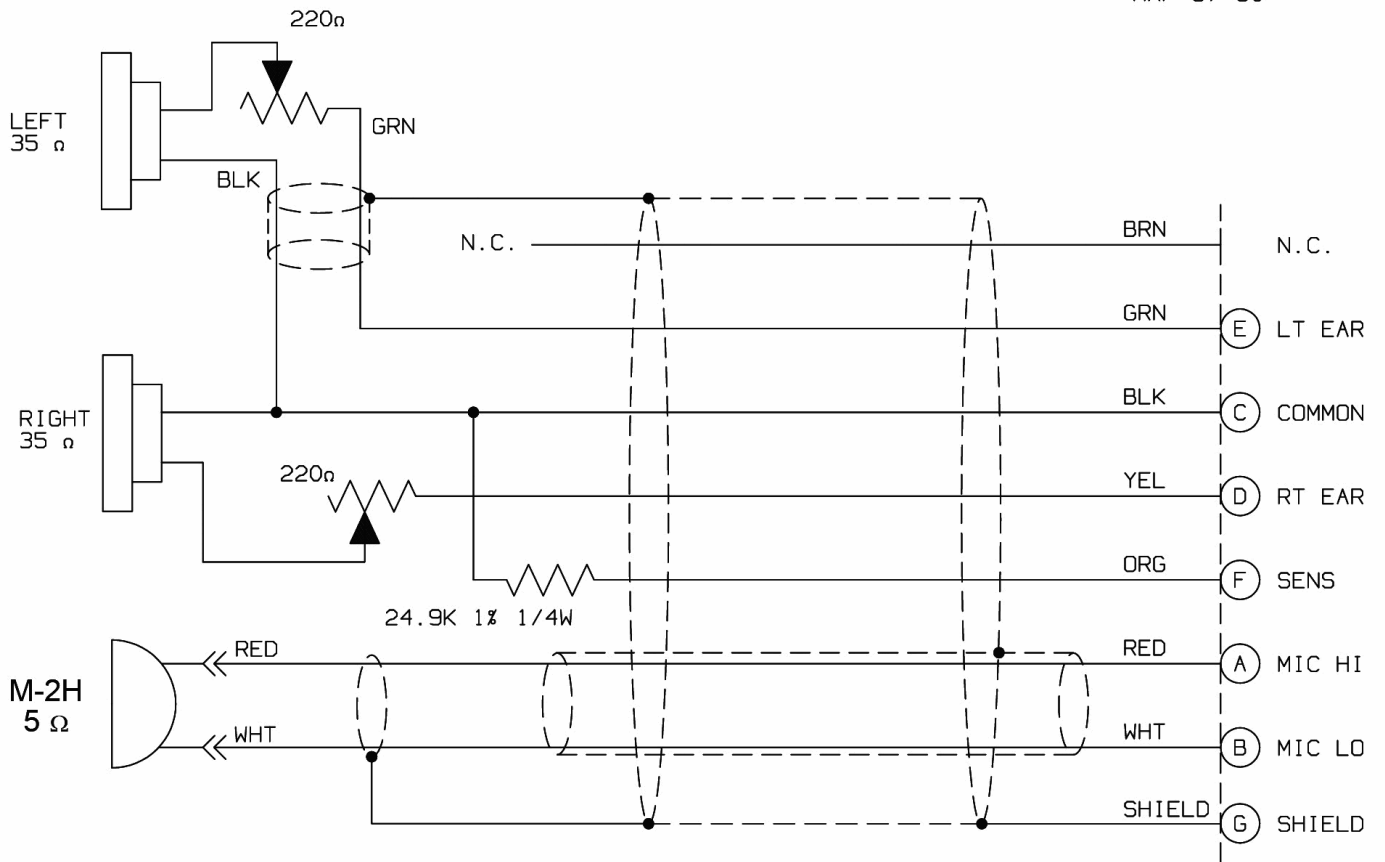 220Ω
LEFT
35 Ω
GRN
BLK
N.C.
BRN
N.C.
GRN
E
LT EAR
BLK
C
COMMON
RIGHT
35 Ω
220Ω
YEL
D
RT EAR
ORG
F
SENS
24.9K 1% 1/4W
RED
RED
A
MIC HI
M-2H
5 Ω
WHT
WHT
B
MIC LO
SHIELD
G
SHIELD